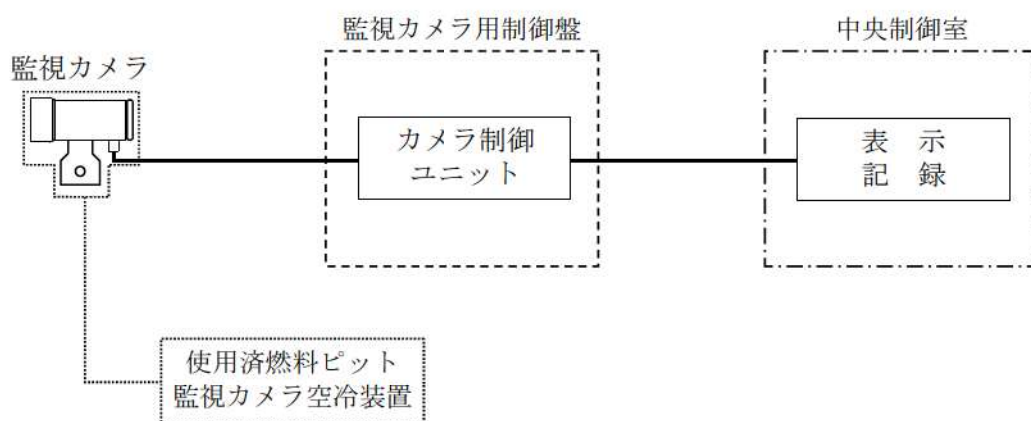 監視カメラ用制御盤
中央制御室
監視カメラ
カメラ制御
ユニット
表　示
記　録
使用済燃料ピット
監視カメラ空冷装置